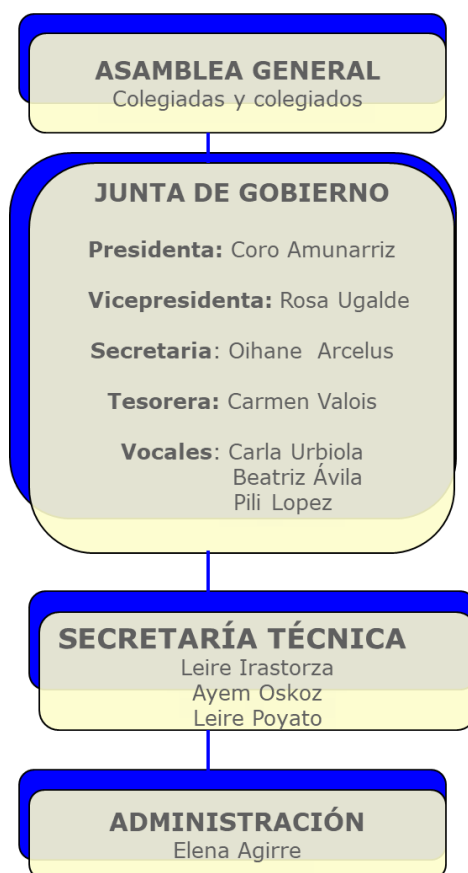 ASAMBLEA GENERAL
Colegiadas y colegiados
JUNTA DE GOBIERNO
Presidenta: Coro Amunarriz
Vicepresidenta: Rosa Ugalde
Secretaria: Oihane Arcelus
Tesorera: Carmen Valois
Vocales: Carla Urbiola
Beatriz Ávila
Pili Lopez
SECRETARÍA TÉCNICA
Leire Irastorza
Ayem Oskoz
Leire Poyato
ADMINISTRACIÓN
Elena Agirre